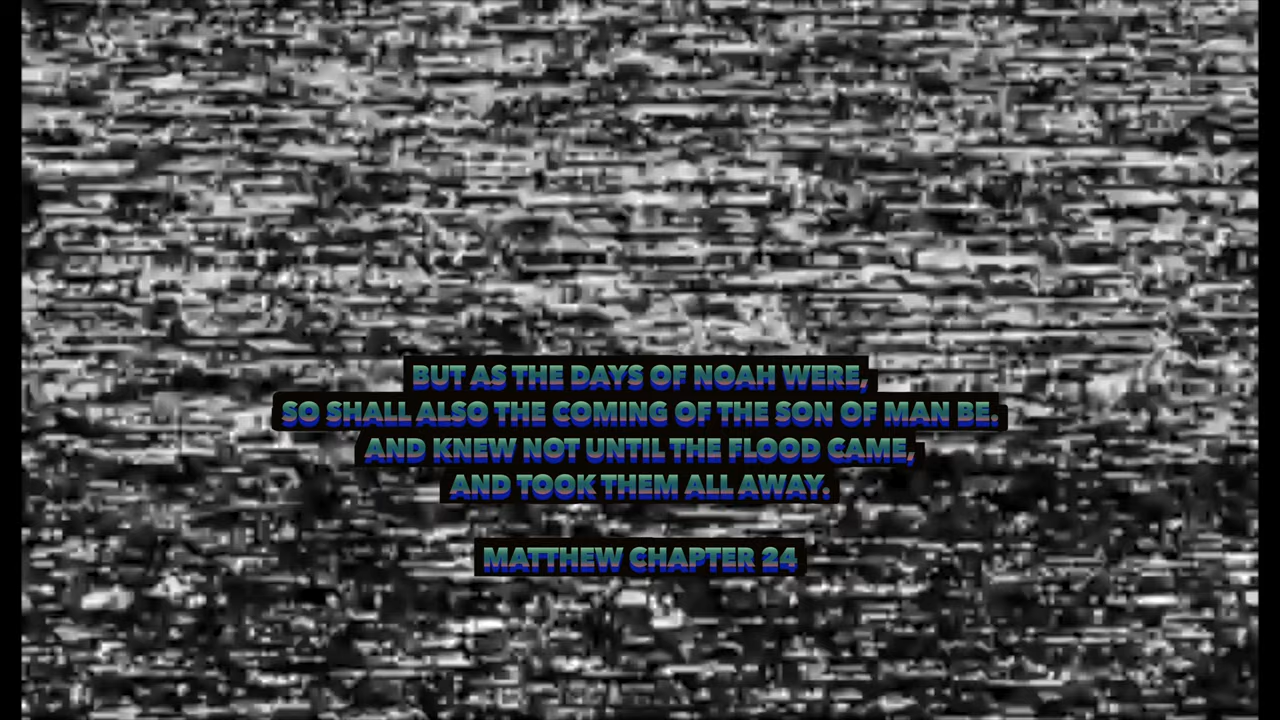 BUT AS THE DAYS OF NOAH WERE,
SO SHALL ALSO THE COMING OF THE SON OF MAN BE.
AND KNEW NOT UNTIL THE FLOOD CAME,
AND TOOK THEM ALL AWAY.
MATTHEW CHAPTER 24